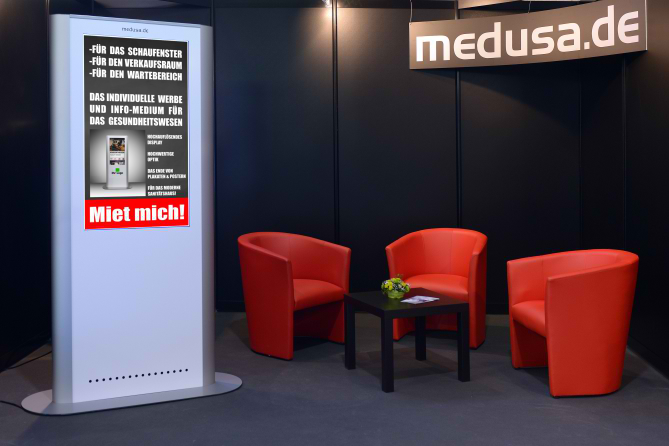 medusa.de
-FÜR DAS SCHAUFENSTER
-FÜR DEN VERKAUFSRAUM
-FÜR DEN WARTEBEREICH
DAS INDIVIDUELLE WERBE
UND INFO-MEDIUM FÜR
DAS GESUNDHEITSWESEN
HOCHAUFLÖSENDES
DISPLAY
HOCHWERTIGE
OPTIK
DAS ENDE VON
PLAKATEN & POSTERN
FÜR DAS MODERNE
SANITÄTSHAUS!
Miet mich!
medusa.de